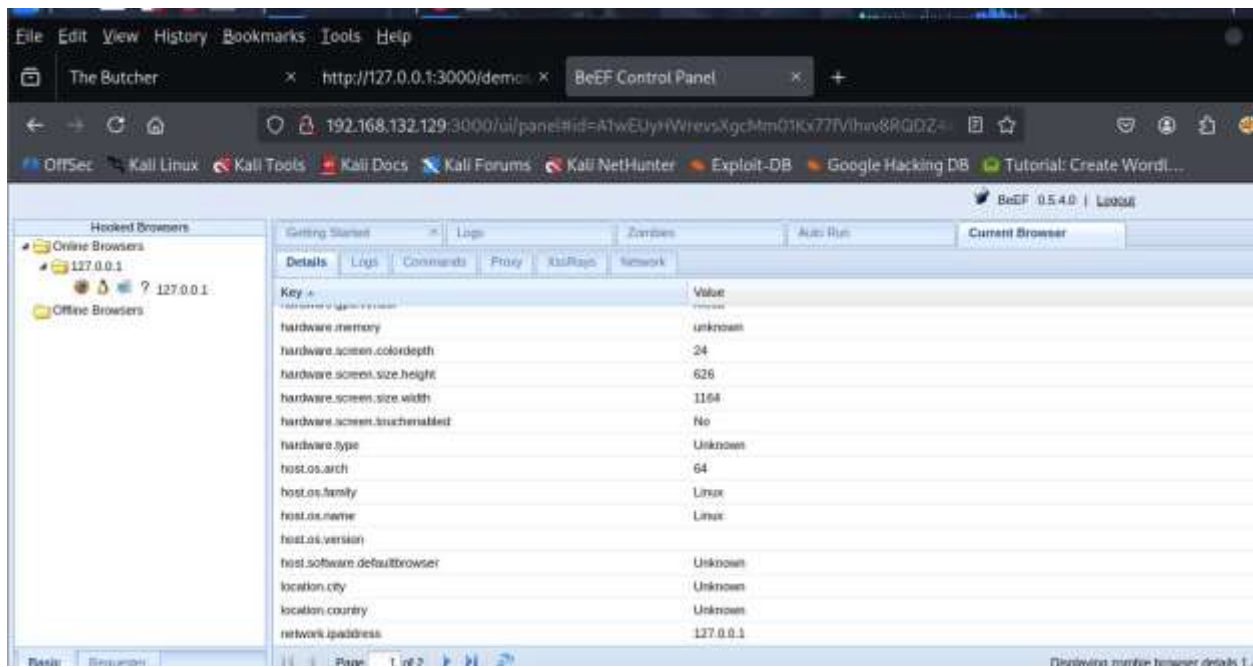 File Edit View History Bookmarks Tools Help
The Butcher × http://127.0.0.1:3000/demo × BeEF Control Panel × +
192.168.132.129:3000/ui/panel#id=
OffSec Kali Linux Kali Tools Kali Docs Kali Forums Kali NetHunter Exploit-DB Google Hacking DB Tutorial: Create Wordl...
BeEF 0.5.4.0 | Logout
Hooked Browsers
Online Browsers
127.0.0.1
? 127.0.0.1
Offline Browsers
Getting Started Logs Zombies Auto Run Current Browser
Details Logs Commands Proxy XssRays Network
Key Value
hardware.memory unknown
hardware.screen.colordepth 24
hardware.screen.size.height 626
hardware.screen.size.width 1164
hardware.screen.touchenabled No
hardware.type Unknown
host.os.arch 64
host.os.family Linux
host.os.name Linux
host.os.version
host.software.defaultbrowser Unknown
location.city Unknown
location.country Unknown
network.ipaddress 127.0.0.1
Basic Requester
Page 1 of 2
Displaying zombie browser details 1